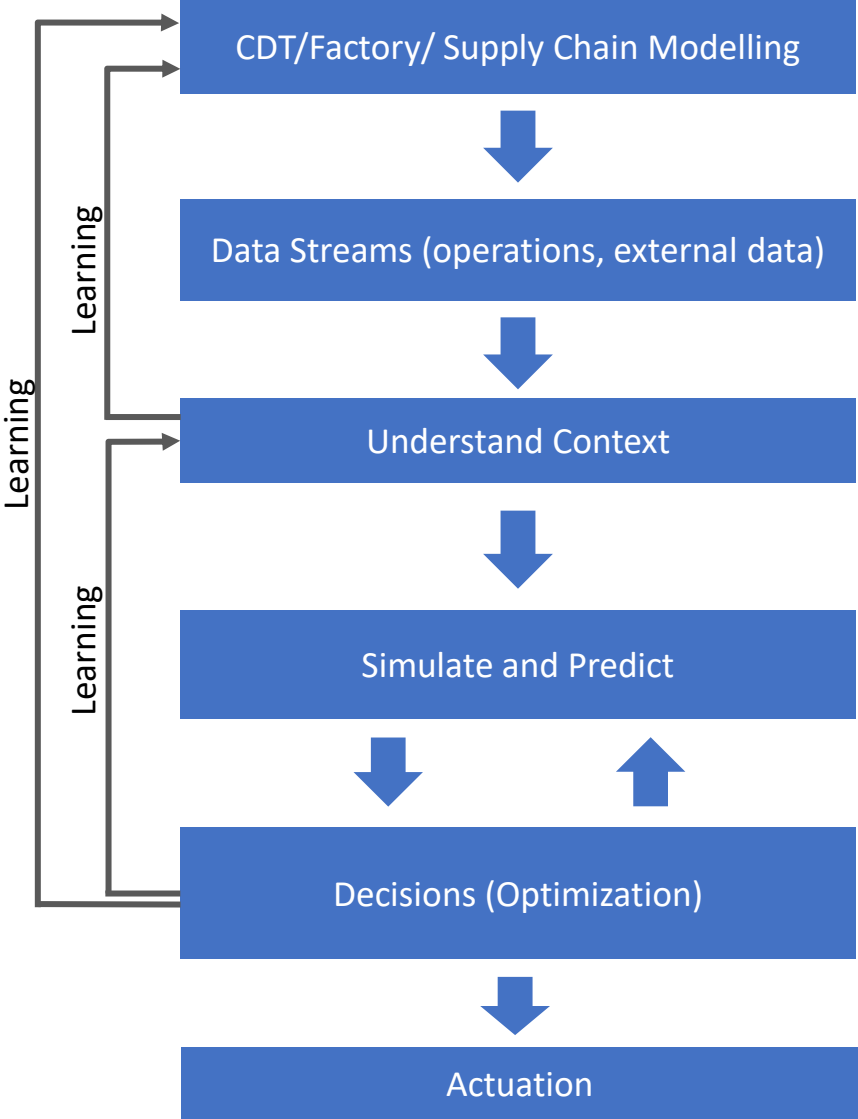 CDT/Factory/ Supply Chain Modelling
Data Streams (operations, external data)
Learning
Understand Context
Learning
Simulate and Predict
Learning
Decisions (Optimization)
Actuation